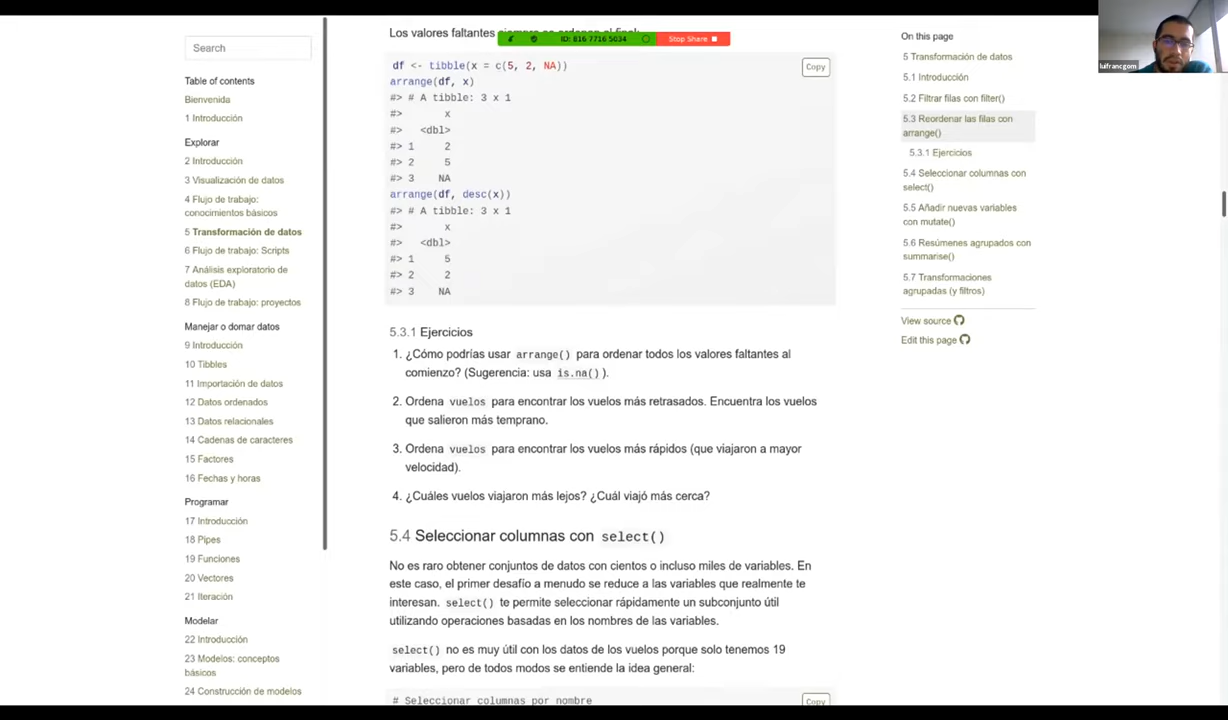 Search
Table of contents
Bienvenida
1 Introducción
Explorar
2 Introducción
3 Visualización de datos
4 Flujo de trabajo:
conocimientos básicos
5 Transformación de datos
6 Flujo de trabajo: Scripts
7 Análisis exploratorio de
datos (EDA)
8 Flujo de trabajo: proyectos
Manejar o domar datos
9 Introducción
10 Tibbles
11 Importación de datos
12 Datos ordenados
13 Datos relacionales
14 Cadenas de caracteres
15 Factores
16 Fechas y horas
Programar
17 Introducción
18 Pipes
19 Funciones
20 Vectores
21 Iteración
Modelar
22 Introducción
23 Modelos: conceptos
básicos
24 Construcción de modelos
Los valores faltantes siempre se ordenan al final:
ID: 816 7716 5034
Stop Share
df <- tibble(x = c(5, 2, NA))
Copy
arrange(df, x)
#> # A tibble: 3 x 1
#> x
#> <dbl>
#> 1 2
#> 2 5
#> 3 NA
arrange(df, desc(x))
#> # A tibble: 3 x 1
#> x
#> <dbl>
#> 1 5
#> 2 2
#> 3 NA
5.3.1 Ejercicios
1. ¿Cómo podrías usar arrange() para ordenar todos los valores faltantes al
comienzo? (Sugerencia: usa is.na()).
2. Ordena vuelos para encontrar los vuelos más retrasados. Encuentra los vuelos
que salieron más temprano.
3. Ordena vuelos para encontrar los vuelos más rápidos (que viajaron a mayor
velocidad).
4. ¿Cuáles vuelos viajaron más lejos? ¿Cuál viajó más cerca?
5.4 Seleccionar columnas con select()
No es raro obtener conjuntos de datos con cientos o incluso miles de variables. En
este caso, el primer desafío a menudo se reduce a las variables que realmente te
interesan. select() te permite seleccionar rápidamente un subconjunto útil
utilizando operaciones basadas en los nombres de las variables.
select() no es muy útil con los datos de los vuelos porque solo tenemos 19
variables, pero de todos modos se entiende la idea general:
# Seleccionar columnas por nombre
Copy
On this page
5 Transformación de datos
5.1 Introducción
5.2 Filtrar filas con filter()
5.3 Reordenar las filas con
arrange()
5.3.1 Ejercicios
5.4 Seleccionar columnas con
select()
5.5 Añadir nuevas variables
con mutate()
5.6 Resúmenes agrupados con
summarise()
5.7 Transformaciones
agrupadas (y filtros)
View source
Edit this page
luifrancgom